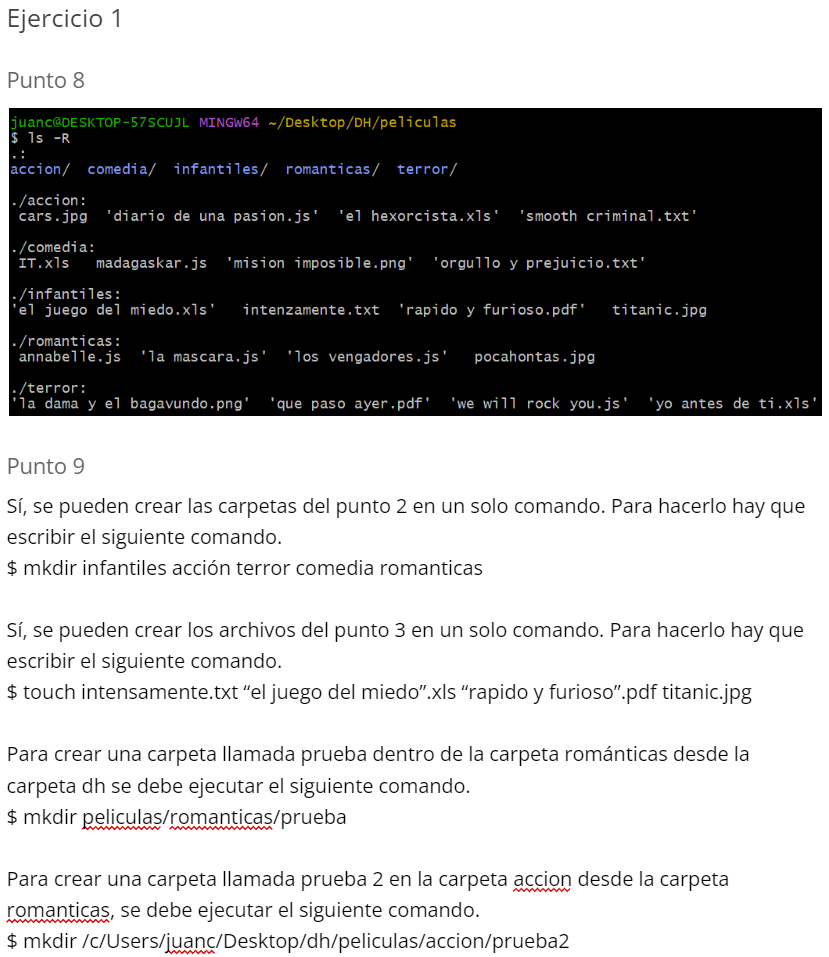 Ejercicio 1
Punto 8
juanc@DESKTOP-57SCUJL MINGW64 ~/Desktop/DH/peliculas
$ ls -R
.:
accion/  comedia/  infantiles/  romanticas/  terror/
./accion:
cars.jpg  'diario de una pasion.js'  'el hexorcista.xls'  'smooth criminal.txt'
./comedia:
IT.xls   madagaskar.js  'mision imposible.png'  'orgullo y prejuicio.txt'
./infantiles:
'el juego del miedo.xls'   intenzamente.txt  'rapido y furioso.pdf'   titanic.jpg
./romanticas:
annabelle.js  'la mascara.js'  'los vengadores.js'   pocahontas.jpg
./terror:
'la dama y el bagavundo.png'  'que paso ayer.pdf'  'we will rock you.js'  'yo antes de ti.xls'
Punto 9
Sí, se pueden crear las carpetas del punto 2 en un solo comando. Para hacerlo hay que
escribir el siguiente comando.
$ mkdir infantiles acción terror comedia romanticas
Sí, se pueden crear los archivos del punto 3 en un solo comando. Para hacerlo hay que
escribir el siguiente comando.
$ touch intensamente.txt “el juego del miedo”.xls “rapido y furioso”.pdf titanic.jpg
Para crear una carpeta llamada prueba dentro de la carpeta románticas desde la
carpeta dh se debe ejecutar el siguiente comando.
$ mkdir peliculas/romanticas/prueba
Para crear una carpeta llamada prueba 2 en la carpeta accion desde la carpeta
romanticas, se debe ejecutar el siguiente comando.
$ mkdir /c/Users/juanc/Desktop/dh/peliculas/accion/prueba2